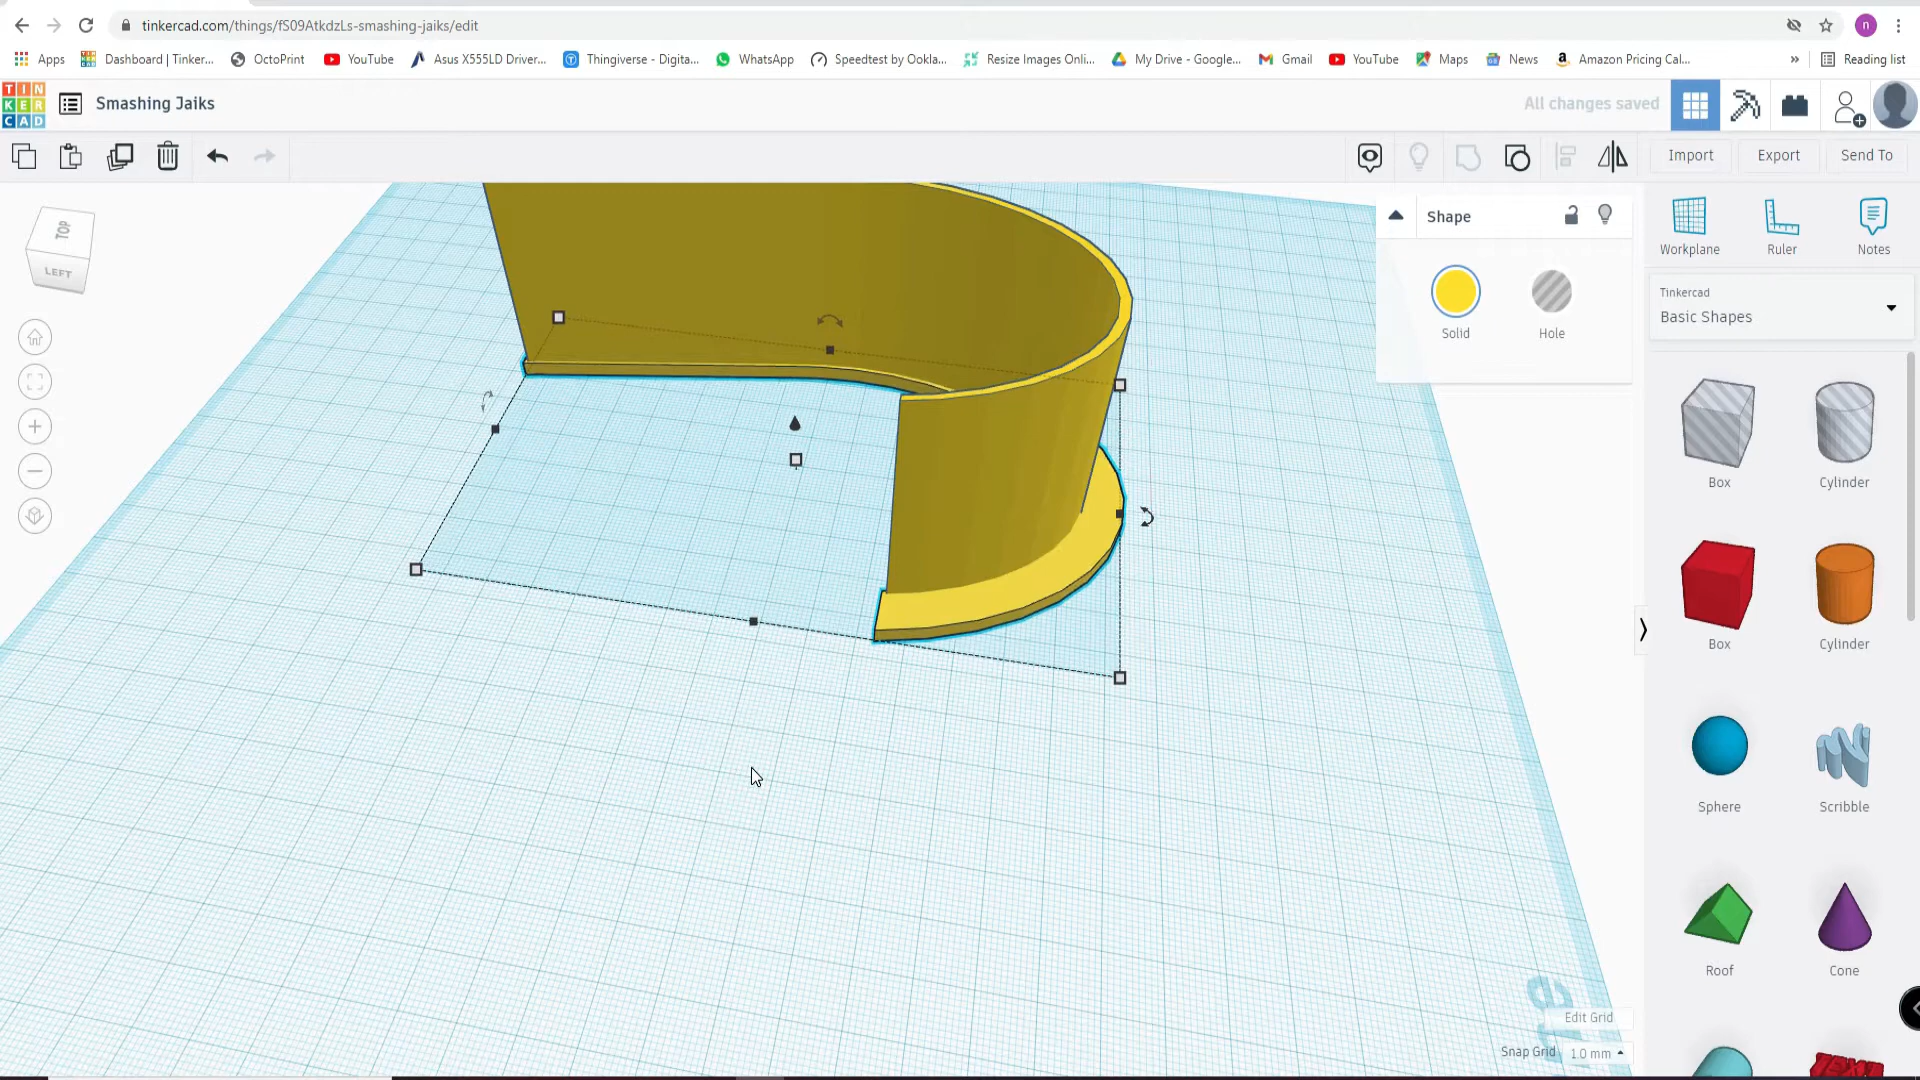 tinkercad.com/things/fS09AtkdzLs-smashing-jaiks/edit
n
Apps
Dashboard | Tinker...
OctoPrint
YouTube
Asus X555LD Driver...
Thingiverse - Digita...
WhatsApp
Speedtest by Ookla...
Resize Images Onli...
My Drive - Google...
Gmail
YouTube
Maps
News
Amazon Pricing Cal...
»
Reading list
TIN
KER
CAD
Smashing Jaiks
All changes saved
Import
Export
Send To
TOP
LEFT
Shape
Solid
Hole
Workplane
Ruler
Notes
Tinkercad
Basic Shapes
Box
Cylinder
Box
Cylinder
Sphere
Scribble
Roof
Cone
Edit Grid
Snap Grid
1.0 mm